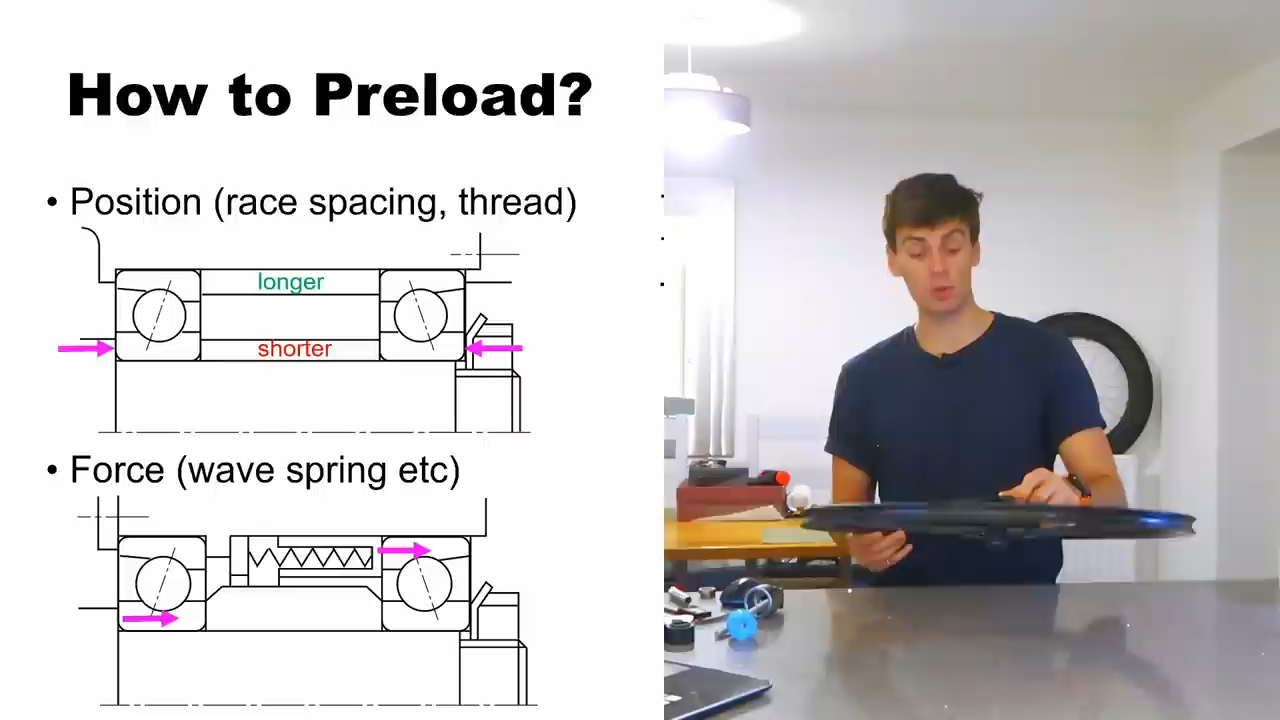 How to Preload?
• Position (race spacing, thread)
longer
shorter
• Force (wave spring etc)